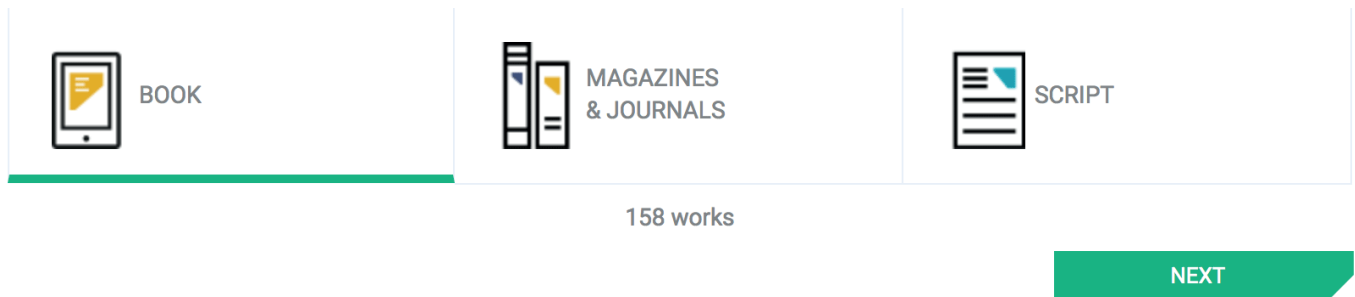 BOOK
MAGAZINES
& JOURNALS
SCRIPT
158 works
NEXT